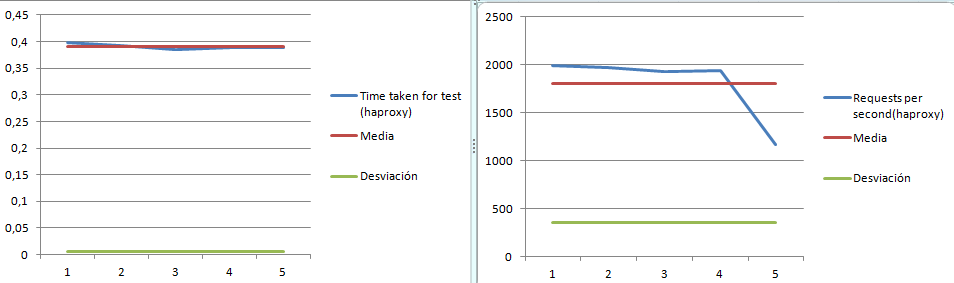 0,45
0,4
0,35
0,3
0,25
0,2
0,15
0,1
0,05
0
1 2 3 4 5
Time taken for test
(haproxy)
Media
Desviación
2500
2000
1500
1000
500
0
1 2 3 4 5
Requests per
second(haproxy)
Media
Desviación